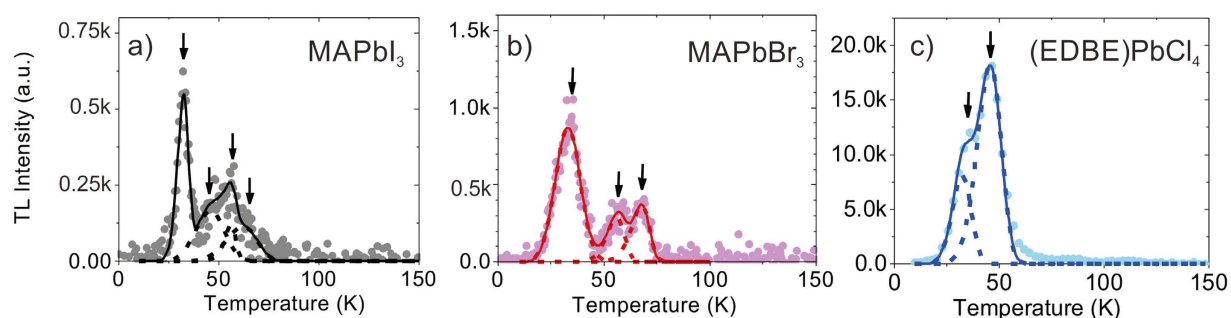 a) MAPbI₃
TL Intensity (a.u.)
0.75k
0.5k
0.25k
0.00
0
50
100
150
Temperature (K)
b) MAPbBr₃
1.5k
1.0k
0.5k
0.0
0
50
100
150
Temperature (K)
c) (EDBE)PbCl₄
20.0k
15.0k
10.0k
5.0k
0.0
0
50
100
150
Temperature (K)